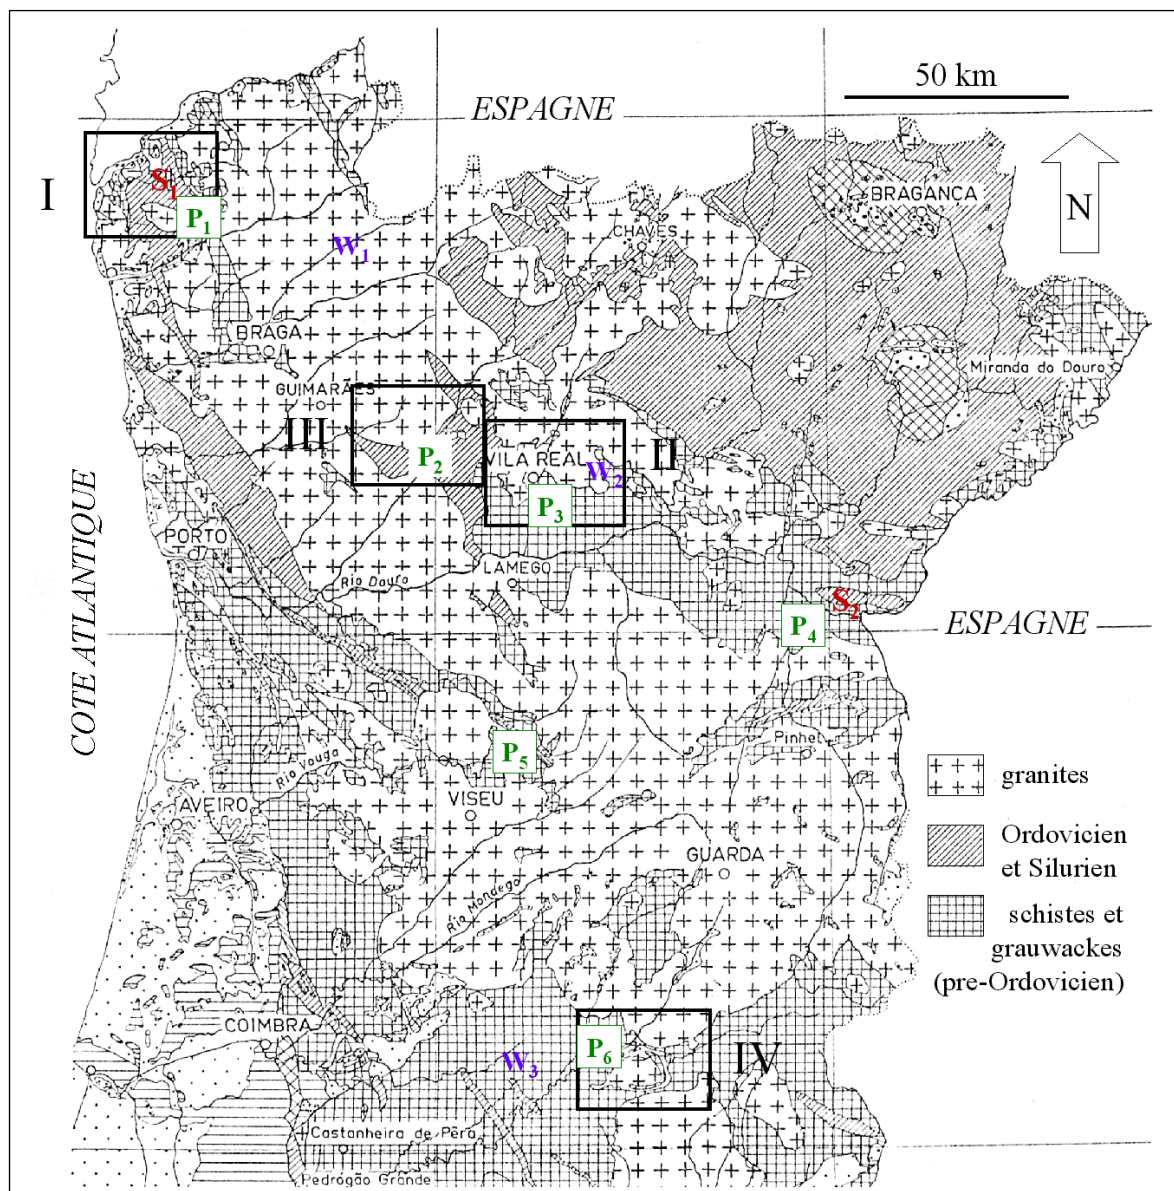 50 km
ESPAGNE
N
I
S1
P1
W1
BRAGANÇA
CHAVES
BRAGA
Miranda do Douro
GUIMARÃES
III
P2
VILA REAL
W2
II
P3
COTE ATLANTIQUE
PORTO
LAMEGO
Rio Douro
S2
P4
ESPAGNE
P5
Pinhel
Rio Vouga
AVEIRO
VISEU
granites
Ordovicien
et Silurien
GUARDA
Rio Mondego
schistes et
grauwackes
(pre-Ordovicien)
COIMBRA
W3
P6
IV
Castanheira de Pêra
Pedrógão Grande